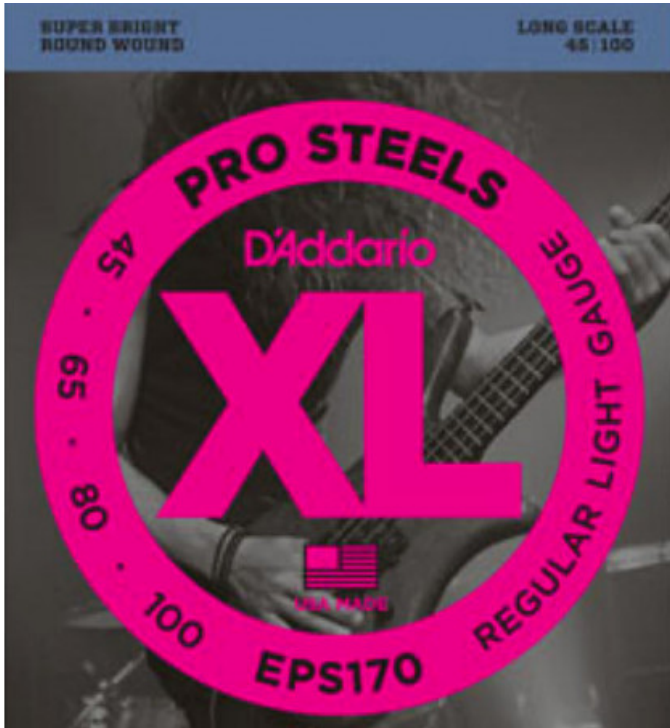 SUPER BRIGHT
ROUND WOUND
LONG SCALE
45 | 100
PRO STEELS
D'Addario
XL
45 · 65 · 80 · 100
REGULAR LIGHT GAUGE
USA MADE
EPS170